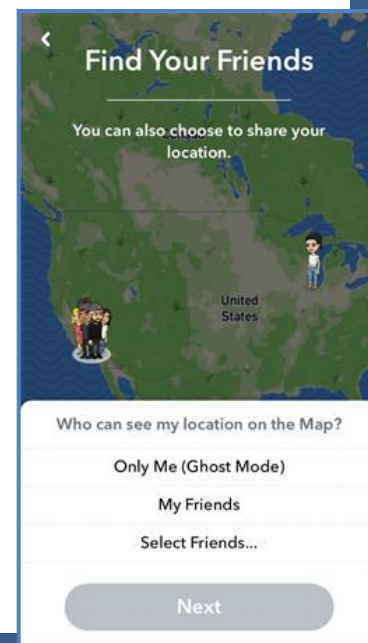 Find Your Friends
You can also choose to share your
location.
United
States
Who can see my location on the Map?
Only Me (Ghost Mode)
My Friends
Select Friends...
Next